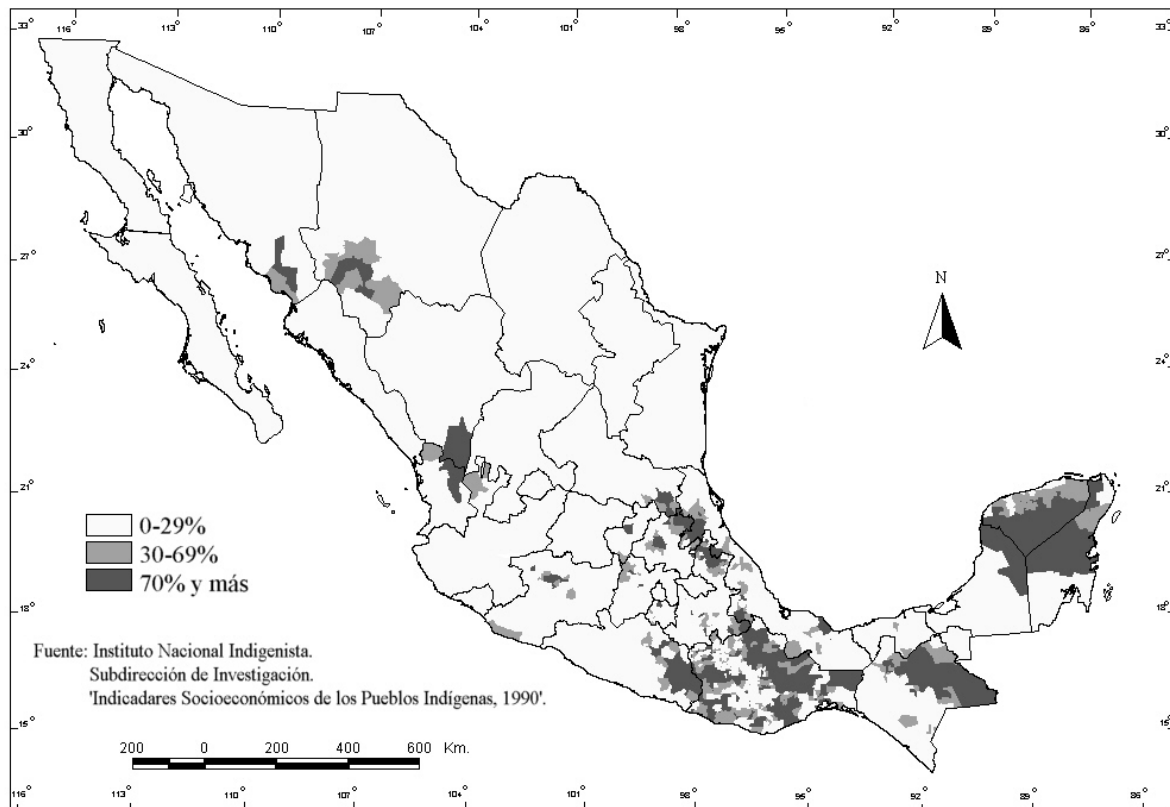 116° 113° 110° 107° 104° 101° 98° 95° 92° 89° 86°
33° 33°
30° 30°
27° 27°
N
24° 24°
21° 21°
0-29%
30-69%
70% y más
18° 18°
Fuente: Instituto Nacional Indigenista.
Subdirección de Investigación.
'Indicadares Socioeconómicos de los Pueblos Indígenas, 1990'.
15° 15°
200 0 200 400 600 Km.
116° 113° 110° 107° 104° 101° 98° 95° 92° 89° 86°